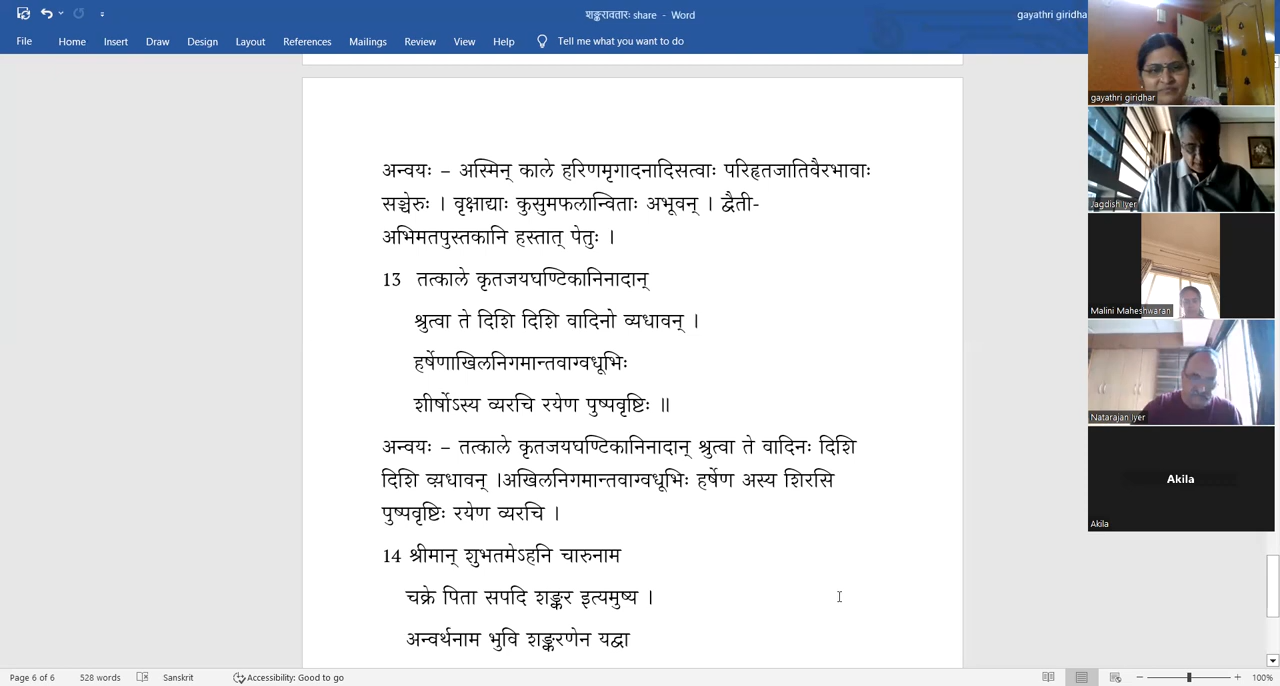 शङ्करावतारः share - Word
gayathri giridha
File Home Insert Draw Design Layout References Mailings Review View Help Tell me what you want to do
अन्वयः – अस्मिन् काले हरिणमृगादनादिसत्वाः परिहृतजातिवैरभावाः
सञ्चेरुः । वृक्षाद्याः कुसुमफलान्विताः अभूवन् । द्वैती-
अभिमतपुस्तकानि हस्तात् पेतुः ।
13 तत्काले कृतजयघण्टिकानिनादान्
श्रुत्वा ते दिशि दिशि वादिनो व्यधावन् ।
हर्षेणाखिलनिगमान्तवाग्वधूभिः
शीर्षोऽस्य व्यरचि रयेण पुष्पवृष्टिः ॥
अन्वयः – तत्काले कृतजयघण्टिकानिनादान् श्रुत्वा ते वादिनः दिशि
दिशि व्यधावन् ।अखिलनिगमान्तवाग्वधूभिः हर्षेण अस्य शिरसि
पुष्पवृष्टिः रयेण व्यरचि ।
14 श्रीमान् शुभतमेऽहनि चारुनाम
चक्रे पिता सपदि शङ्कर इत्यमुष्य ।
अन्वर्थनाम भुवि शङ्करणेन यद्वा
gayathri giridhar
Jagdish Iyer
Malini Maheshwaran
Natarajan Iyer
Akila
Akila
Page 6 of 6 528 words Sanskrit Accessibility: Good to go 100%